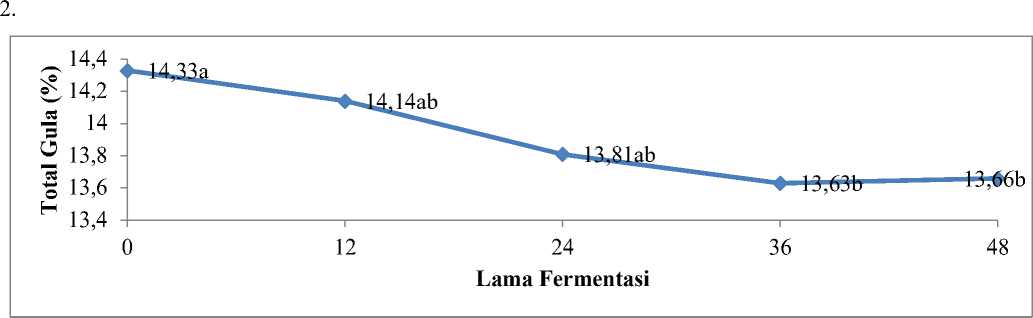 2.
14,4
14,2
14
13,8
13,6
13,4
Total Gula (%)
14,33a
14,14ab
13,81ab
13,63b
13,66b
0 12 24 36 48
Lama Fermentasi